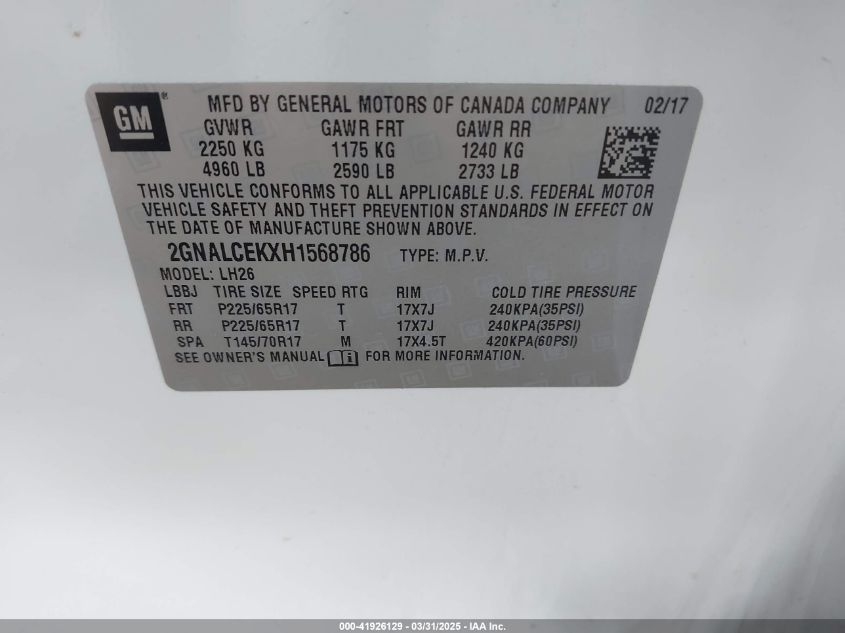 GM ® MFD BY GENERAL MOTORS OF CANADA COMPANY 02/17
GVWR GAWR FRT GAWR RR
2250 KG 1175 KG 1240 KG
4960 LB 2590 LB 2733 LB
THIS VEHICLE CONFORMS TO ALL APPLICABLE U.S. FEDERAL MOTOR
VEHICLE SAFETY AND THEFT PREVENTION STANDARDS IN EFFECT ON
THE DATE OF MANUFACTURE SHOWN ABOVE.
2GNALCEKXH1568786 TYPE: M.P.V.
MODEL: LH26
LBBJ TIRE SIZE SPEED RTG RIM COLD TIRE PRESSURE
FRT P225/65R17 T 17X7J 240KPA(35PSI)
RR P225/65R17 T 17X7J 240KPA(35PSI)
SPA T145/70R17 M 17X4.5T 420KPA(60PSI)
SEE OWNER'S MANUAL i FOR MORE INFORMATION.
000-41926129 - 03/31/2025 - IAA Inc.